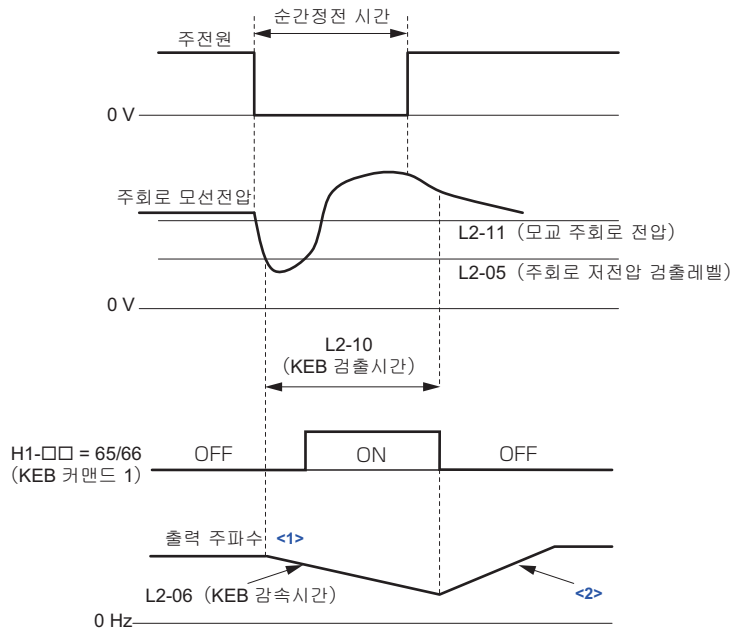 순간정전 시간
주전원
0 V
주회로 모선전압
L2-11 (모교 주회로 전압)
L2-05 (주회로 저전압 검출레벨)
0 V
L2-10
(KEB 검출시간)
H1-□□ = 65/66
(KEB 커맨드 1)
OFF
ON
OFF
출력 주파수 <1>
L2-06 (KEB 감속시간)
<2>
0 Hz